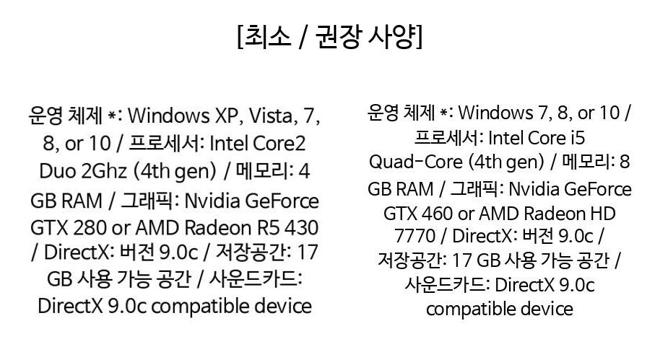 [최소 / 권장 사양]
운영 체제 *: Windows XP, Vista, 7,
8, or 10 / 프로세서: Intel Core2
Duo 2Ghz (4th gen) / 메모리: 4
GB RAM / 그래픽: Nvidia GeForce
GTX 280 or AMD Radeon R5 430
/ DirectX: 버전 9.0c / 저장공간: 17
GB 사용 가능 공간 / 사운드카드:
DirectX 9.0c compatible device
운영 체제 *: Windows 7, 8, or 10 /
프로세서: Intel Core i5
Quad-Core (4th gen) / 메모리: 8
GB RAM / 그래픽: Nvidia GeForce
GTX 460 or AMD Radeon HD
7770 / DirectX: 버전 9.0c /
저장공간: 17 GB 사용 가능 공간 /
사운드카드: DirectX 9.0c
compatible device